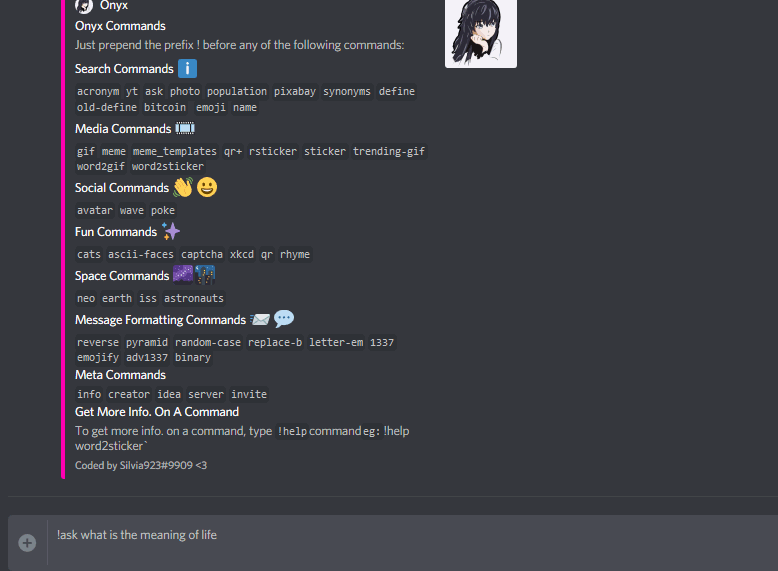 Onyx
Onyx Commands
Just prepend the prefix ! before any of the following commands:
Search Commands
acronym yt ask photo population pixabay synonyms define
old-define bitcoin emoji name
Media Commands
gif meme meme_templates qr+ rsticker sticker trending-gif
word2gif word2sticker
Social Commands
avatar wave poke
Fun Commands
cats ascii-faces captcha xkcd qr rhyme
Space Commands
neo earth iss astronauts
Message Formatting Commands
reverse pyramid random-case replace-b letter-em 1337
emojify adv1337 binary
Meta Commands
info creator idea server invite
Get More Info. On A Command
To get more info. on a command, type !help command eg: !help
word2sticker`
Coded by Silvia923#9909 <3
!ask what is the meaning of life